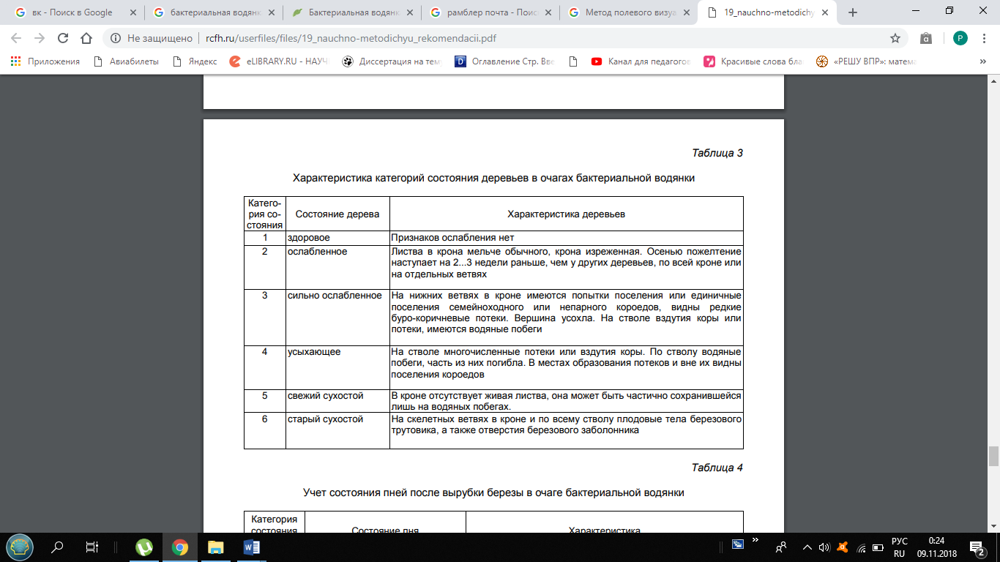 вк - Поиск в Google
бактериальная водянк
Бактериальная водянк
рамблер почта - Поис
Метод полевого визуа
19_nauchno-metodichy
Не защищено
rcfh.ru/userfiles/files/19_nauchno-metodichyu_rekomendacii.pdf
Приложения
Авиабилеты
Яндекс
eLIBRARY.RU - НАУЧ
Диссертация на тем
Оглавление Стр. Вве
Канал для педагогов
Красивые слова бла
«РЕШУ ВПР»: матема
Таблица 3
Характеристика категорий состояния деревьев в очагах бактериальной водянки
Катего-
рия со-
стояния
Состояние дерева
Характеристика деревьев
1
здоровое
Признаков ослабления нет
2
ослабленное
Листва в крона мельче обычного, крона изреженная. Осенью пожелтение
наступает на 2...3 недели раньше, чем у других деревьев, по всей кроне или
на отдельных ветвях
3
сильно ослабленное
На нижних ветвях в кроне имеются попытки поселения или единичные
поселения семейноходного или непарного короедов, видны редкие
буро-коричневые потеки. Вершина усохла. На стволе вздутия коры или
потеки, имеются водяные побеги
4
усыхающее
На стволе многочисленные потеки или вздутия коры. По стволу водяные
побеги, часть из них погибла. В местах образования потеков и вне их видны
поселения короедов
5
свежий сухостой
В кроне отсутствует живая листва, она может быть частично сохранившейся
лишь на водяных побегах.
6
старый сухостой
На скелетных ветвях в кроне и по всему стволу плодовые тела березового
трутовика, а также отверстия березового заболонника
Таблица 4
Учет состояния пней после вырубки березы в очаге бактериальной водянки
Категория
состояния
Состояние пня
Характеристика
РУС
RU
0:24
09.11.2018
2